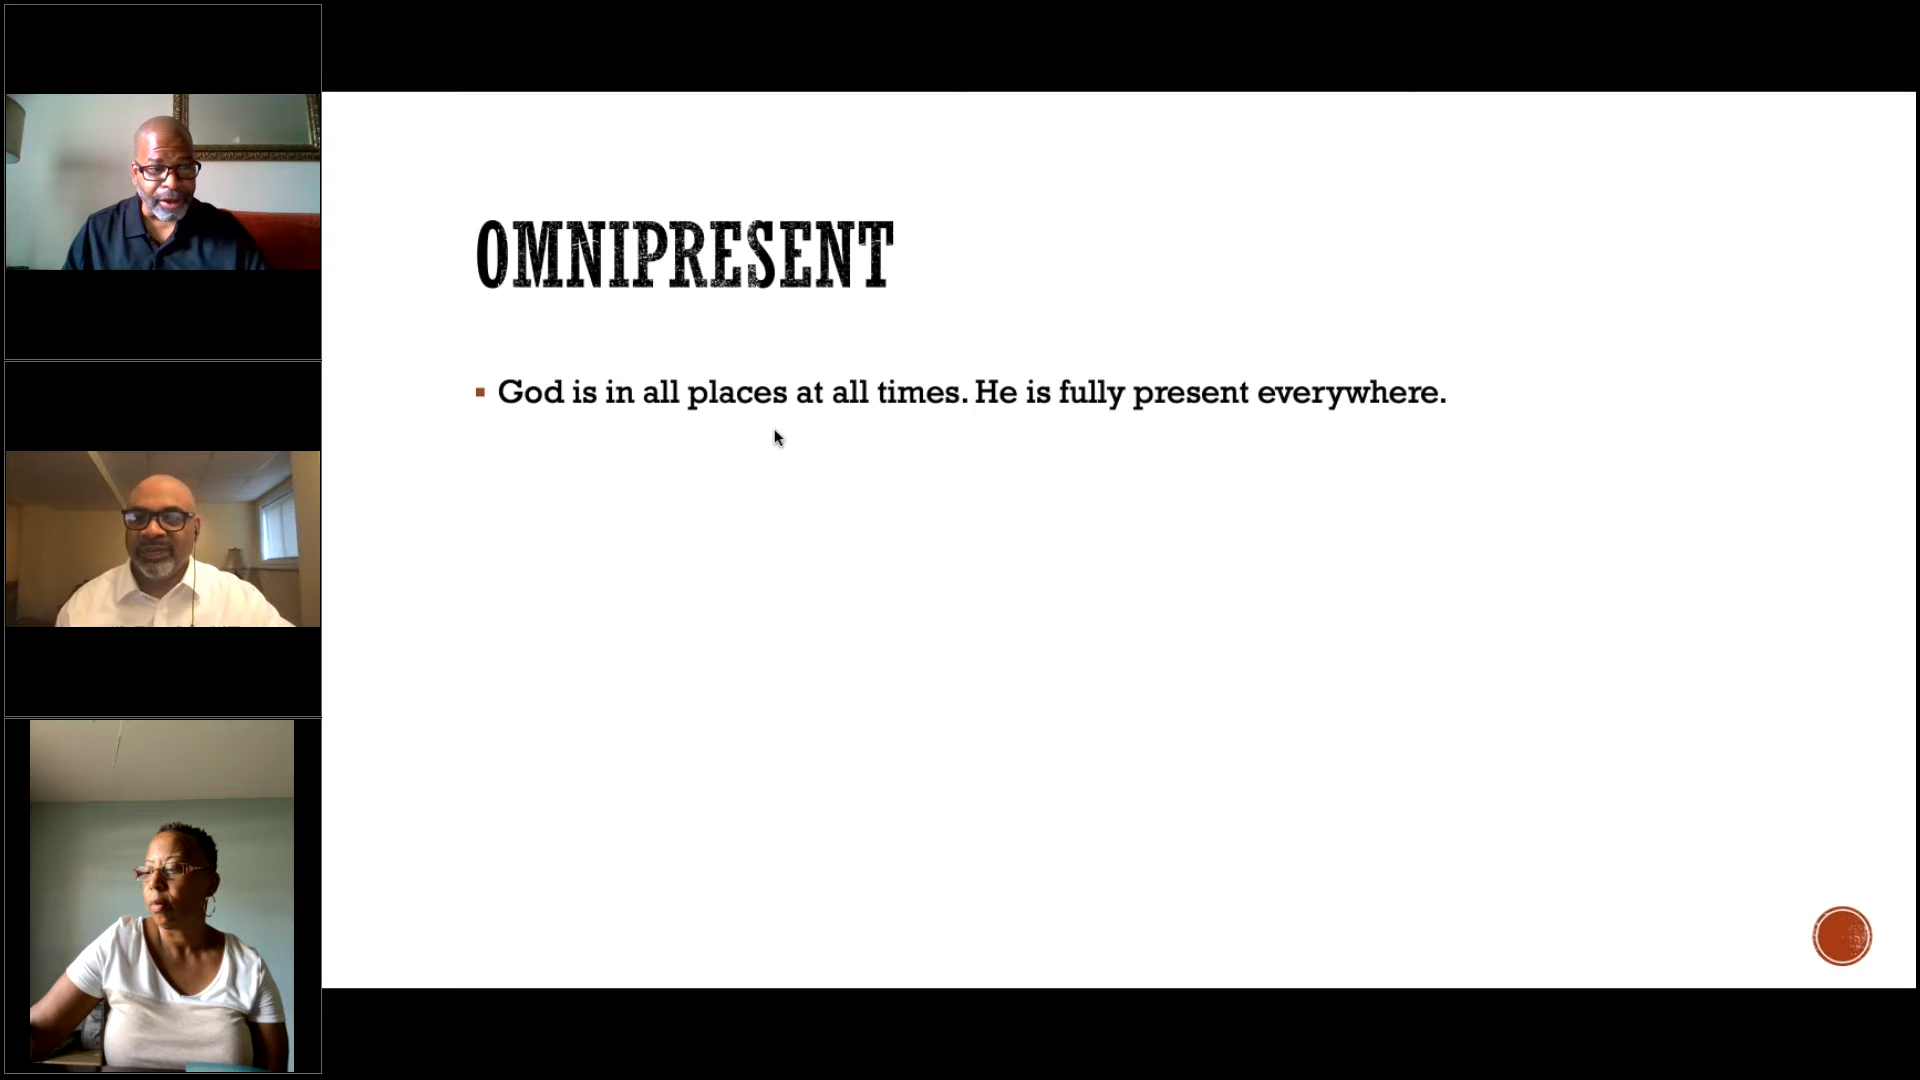 OMNIPRESENT
God is in all places at all times. He is fully present everywhere.